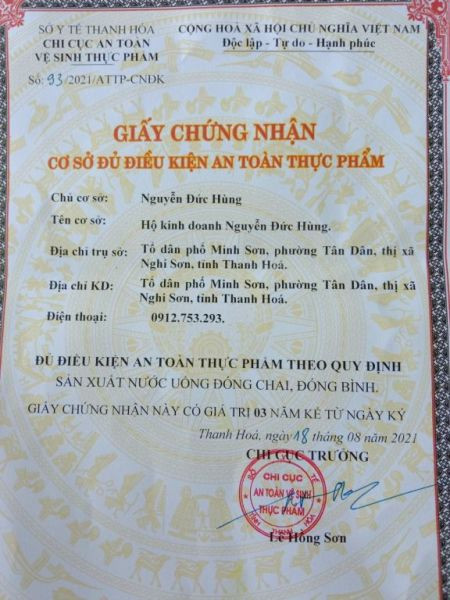 SỞ Y TẾ THANH HÓA
CHI CỤC AN TOÀN
VỆ SINH THỰC PHẨM
Số: 93/2021/ATTP-CNĐK
CỘNG HOÀ XÃ HỘI CHỦ NGHĨA VIỆT NAM
Độc lập - Tự do - Hạnh phúc
GIẤY CHỨNG NHẬN
CƠ SỞ ĐỦ ĐIỀU KIỆN AN TOÀN THỰC PHẨM
Chủ cơ sở: Nguyễn Đức Hùng
Tên cơ sở: Hộ kinh doanh Nguyễn Đức Hùng.
Địa chỉ trụ sở: Tổ dân phố Minh Sơn, phường Tân Dân, thị xã
Nghi Sơn, tỉnh Thanh Hoá.
Địa chỉ KD: Tổ dân phố Minh Sơn, phường Tân Dân, thị xã
Nghi Sơn, tỉnh Thanh Hoá.
Điện thoại: 0912.753.293.
ĐỦ ĐIỀU KIỆN AN TOÀN THỰC PHẨM THEO QUY ĐỊNH
SẢN XUẤT NƯỚC UỐNG ĐÓNG CHAI, ĐÓNG BÌNH.
GIẤY CHỨNG NHẬN NÀY CÓ GIÁ TRỊ 03 NĂM KỂ TỪ NGÀY KÝ
Thanh Hoá, ngày 18 tháng 08 năm 2021
CHI CỤC TRƯỞNG
CHI CỤC
AN TOÀN VỆ SINH
THỰC PHẨM
Lê Hồng Sơn